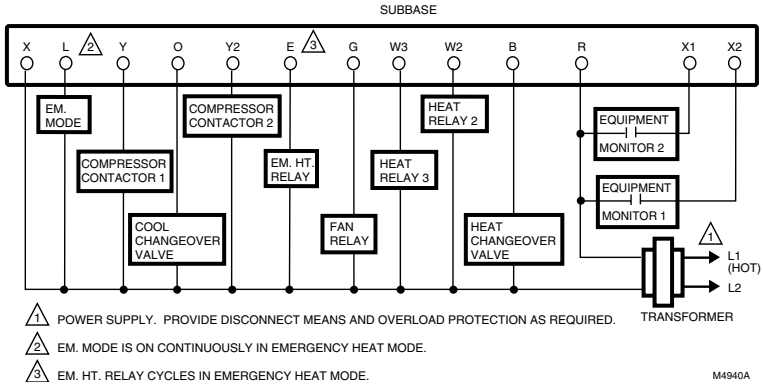 SUBBASE
X L 2 Y O Y2 E 3 G W3 W2 B R X1 X2
EM.
MODE
COMPRESSOR
CONTACTOR 2
HEAT
RELAY 2
EQUIPMENT
MONITOR 2
COMPRESSOR
CONTACTOR 1
EM. HT.
RELAY
HEAT
RELAY 3
EQUIPMENT
MONITOR 1
COOL
CHANGEOVER
VALVE
FAN
RELAY
HEAT
CHANGEOVER
VALVE
1
L1
(HOT)
L2
TRANSFORMER
1 POWER SUPPLY. PROVIDE DISCONNECT MEANS AND OVERLOAD PROTECTION AS REQUIRED.
2 EM. MODE IS ON CONTINUOUSLY IN EMERGENCY HEAT MODE.
3 EM. HT. RELAY CYCLES IN EMERGENCY HEAT MODE.
M4940A